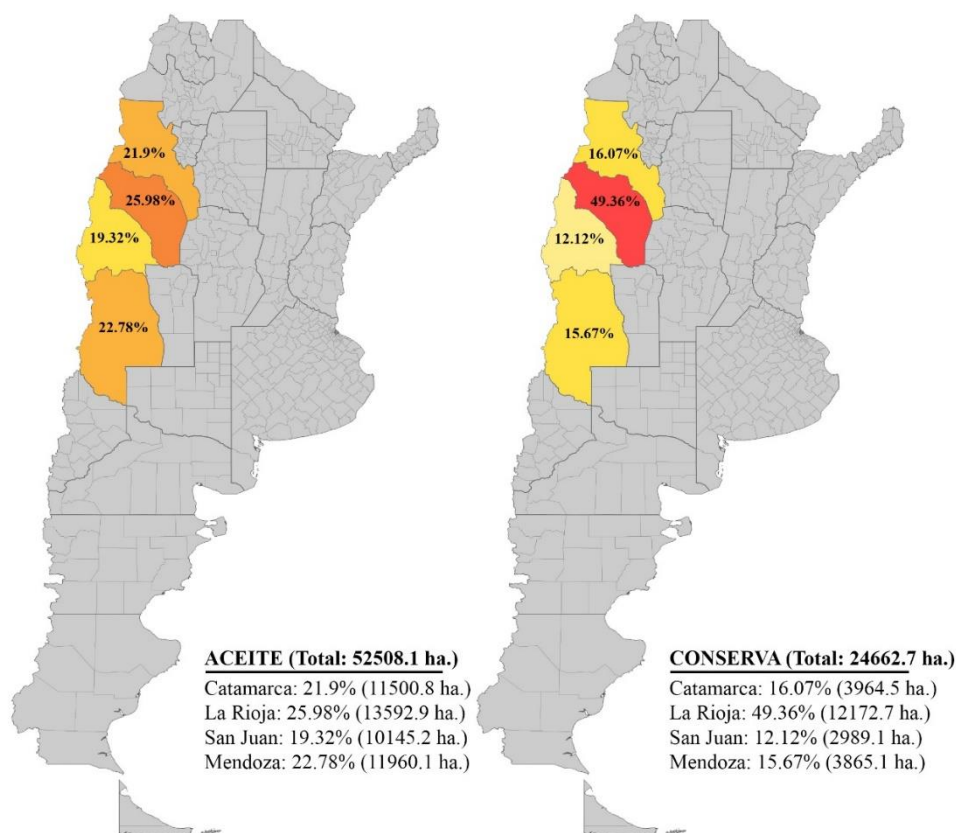 21.9%
25.98%
19.32%
22.78%
16.07%
49.36%
12.12%
15.67%
ACEITE (Total: 52508.1 ha.)
Catamarca: 21.9% (11500.8 ha.)
La Rioja: 25.98% (13592.9 ha.)
San Juan: 19.32% (10145.2 ha.)
Mendoza: 22.78% (11960.1 ha.)
CONSERVA (Total: 24662.7 ha.)
Catamarca: 16.07% (3964.5 ha.)
La Rioja: 49.36% (12172.7 ha.)
San Juan: 12.12% (2989.1 ha.)
Mendoza: 15.67% (3865.1 ha.)